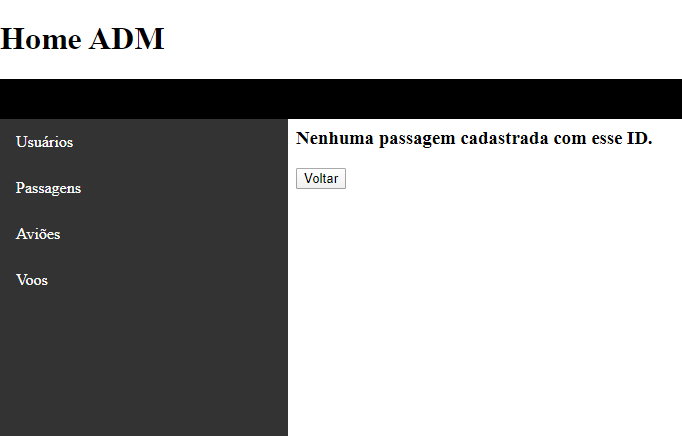 Home ADM
Usuários
Nenhuma passagem cadastrada com esse ID.
Passagens
Voltar
Aviões
Voos